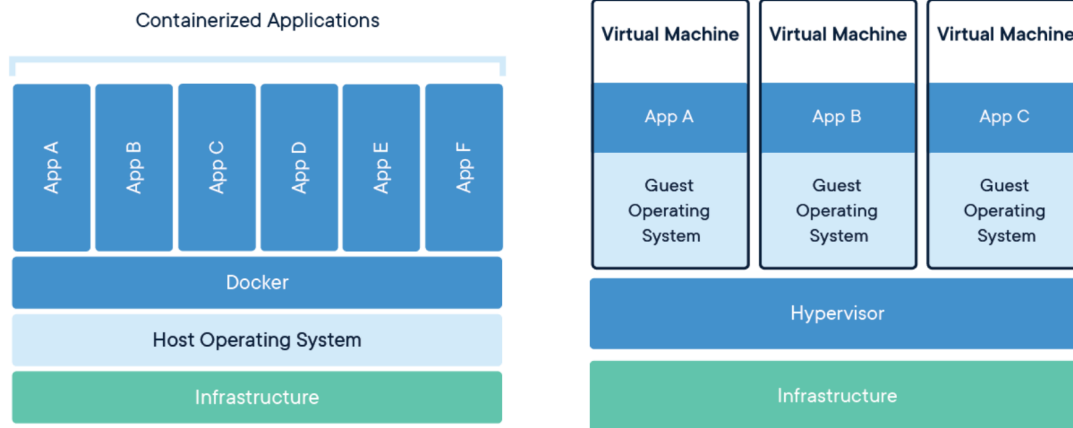 Containerized Applications
App A
App B
App C
App D
App E
App F
Docker
Host Operating System
Infrastructure
Virtual Machine
App A
Guest
Operating
System
Virtual Machine
App B
Guest
Operating
System
Virtual Machine
App C
Guest
Operating
System
Hypervisor
Infrastructure